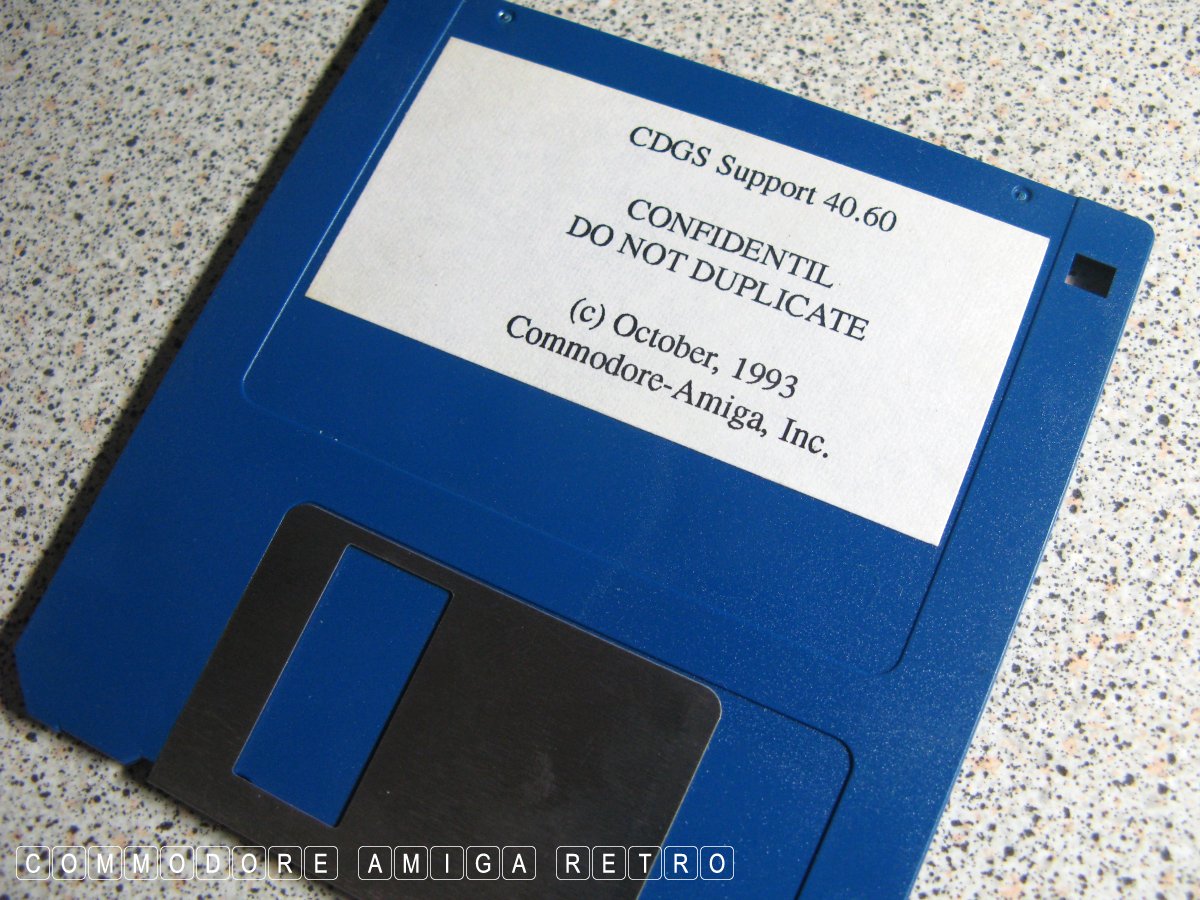 CDGS Support 40.60
CONFIDENTIL
DO NOT DUPLICATE
(c) October, 1993
Commodore-Amiga, Inc.
COMMODORE AMIGA RETRO